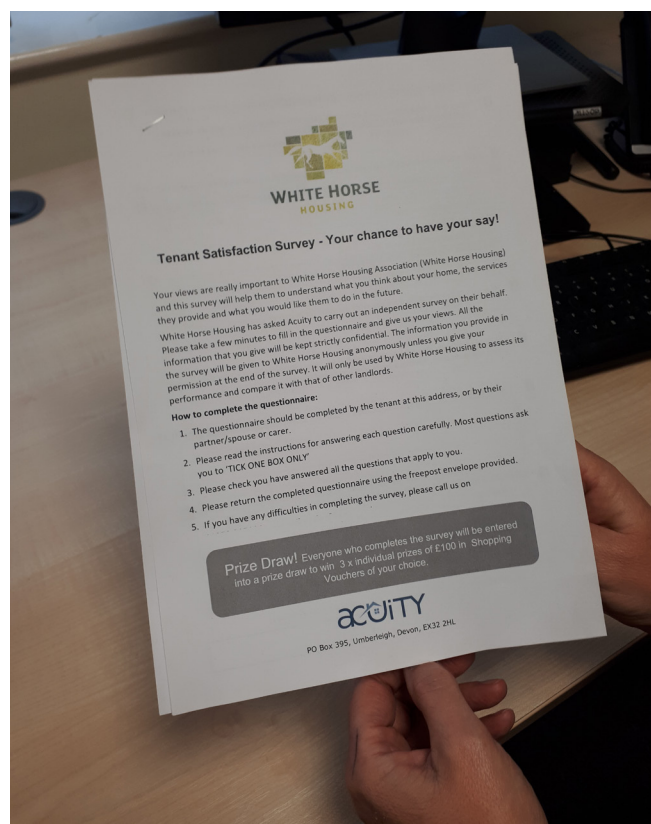 WHITE HORSE
HOUSING
Tenant Satisfaction Survey - Your chance to have your say!
Your views are really important to White Horse Housing Association (White Horse Housing)
and this survey will help them to understand what you think about your home, the services
they provide and what you would like them to do in the future.
White Horse Housing has asked Acuity to carry out an independent survey on their behalf.
Please take a few minutes to fill in the questionnaire and give us your views. All the
information that you give will be kept strictly confidential. The information you provide in
the survey will be given to White Horse Housing anonymously unless you give your
permission at the end of the survey. It will only be used by White Horse Housing to assess its
performance and compare it with that of other landlords.
How to complete the questionnaire:
1. The questionnaire should be completed by the tenant at this address, or by their
partner/spouse or carer.
2. Please read the instructions for answering each question carefully. Most questions ask
you to 'TICK ONE BOX ONLY'
3. Please check you have answered all the questions that apply to you.
4. Please return the completed questionnaire using the freepost envelope provided.
5. If you have any difficulties in completing the survey, please call us on
Prize Draw! Everyone who completes the survey will be entered
into a prize draw to win 3 x individual prizes of £100 in Shopping
Vouchers of your choice.
acUiTY
PO Box 395, Umberleigh, Devon, EX32 2HL